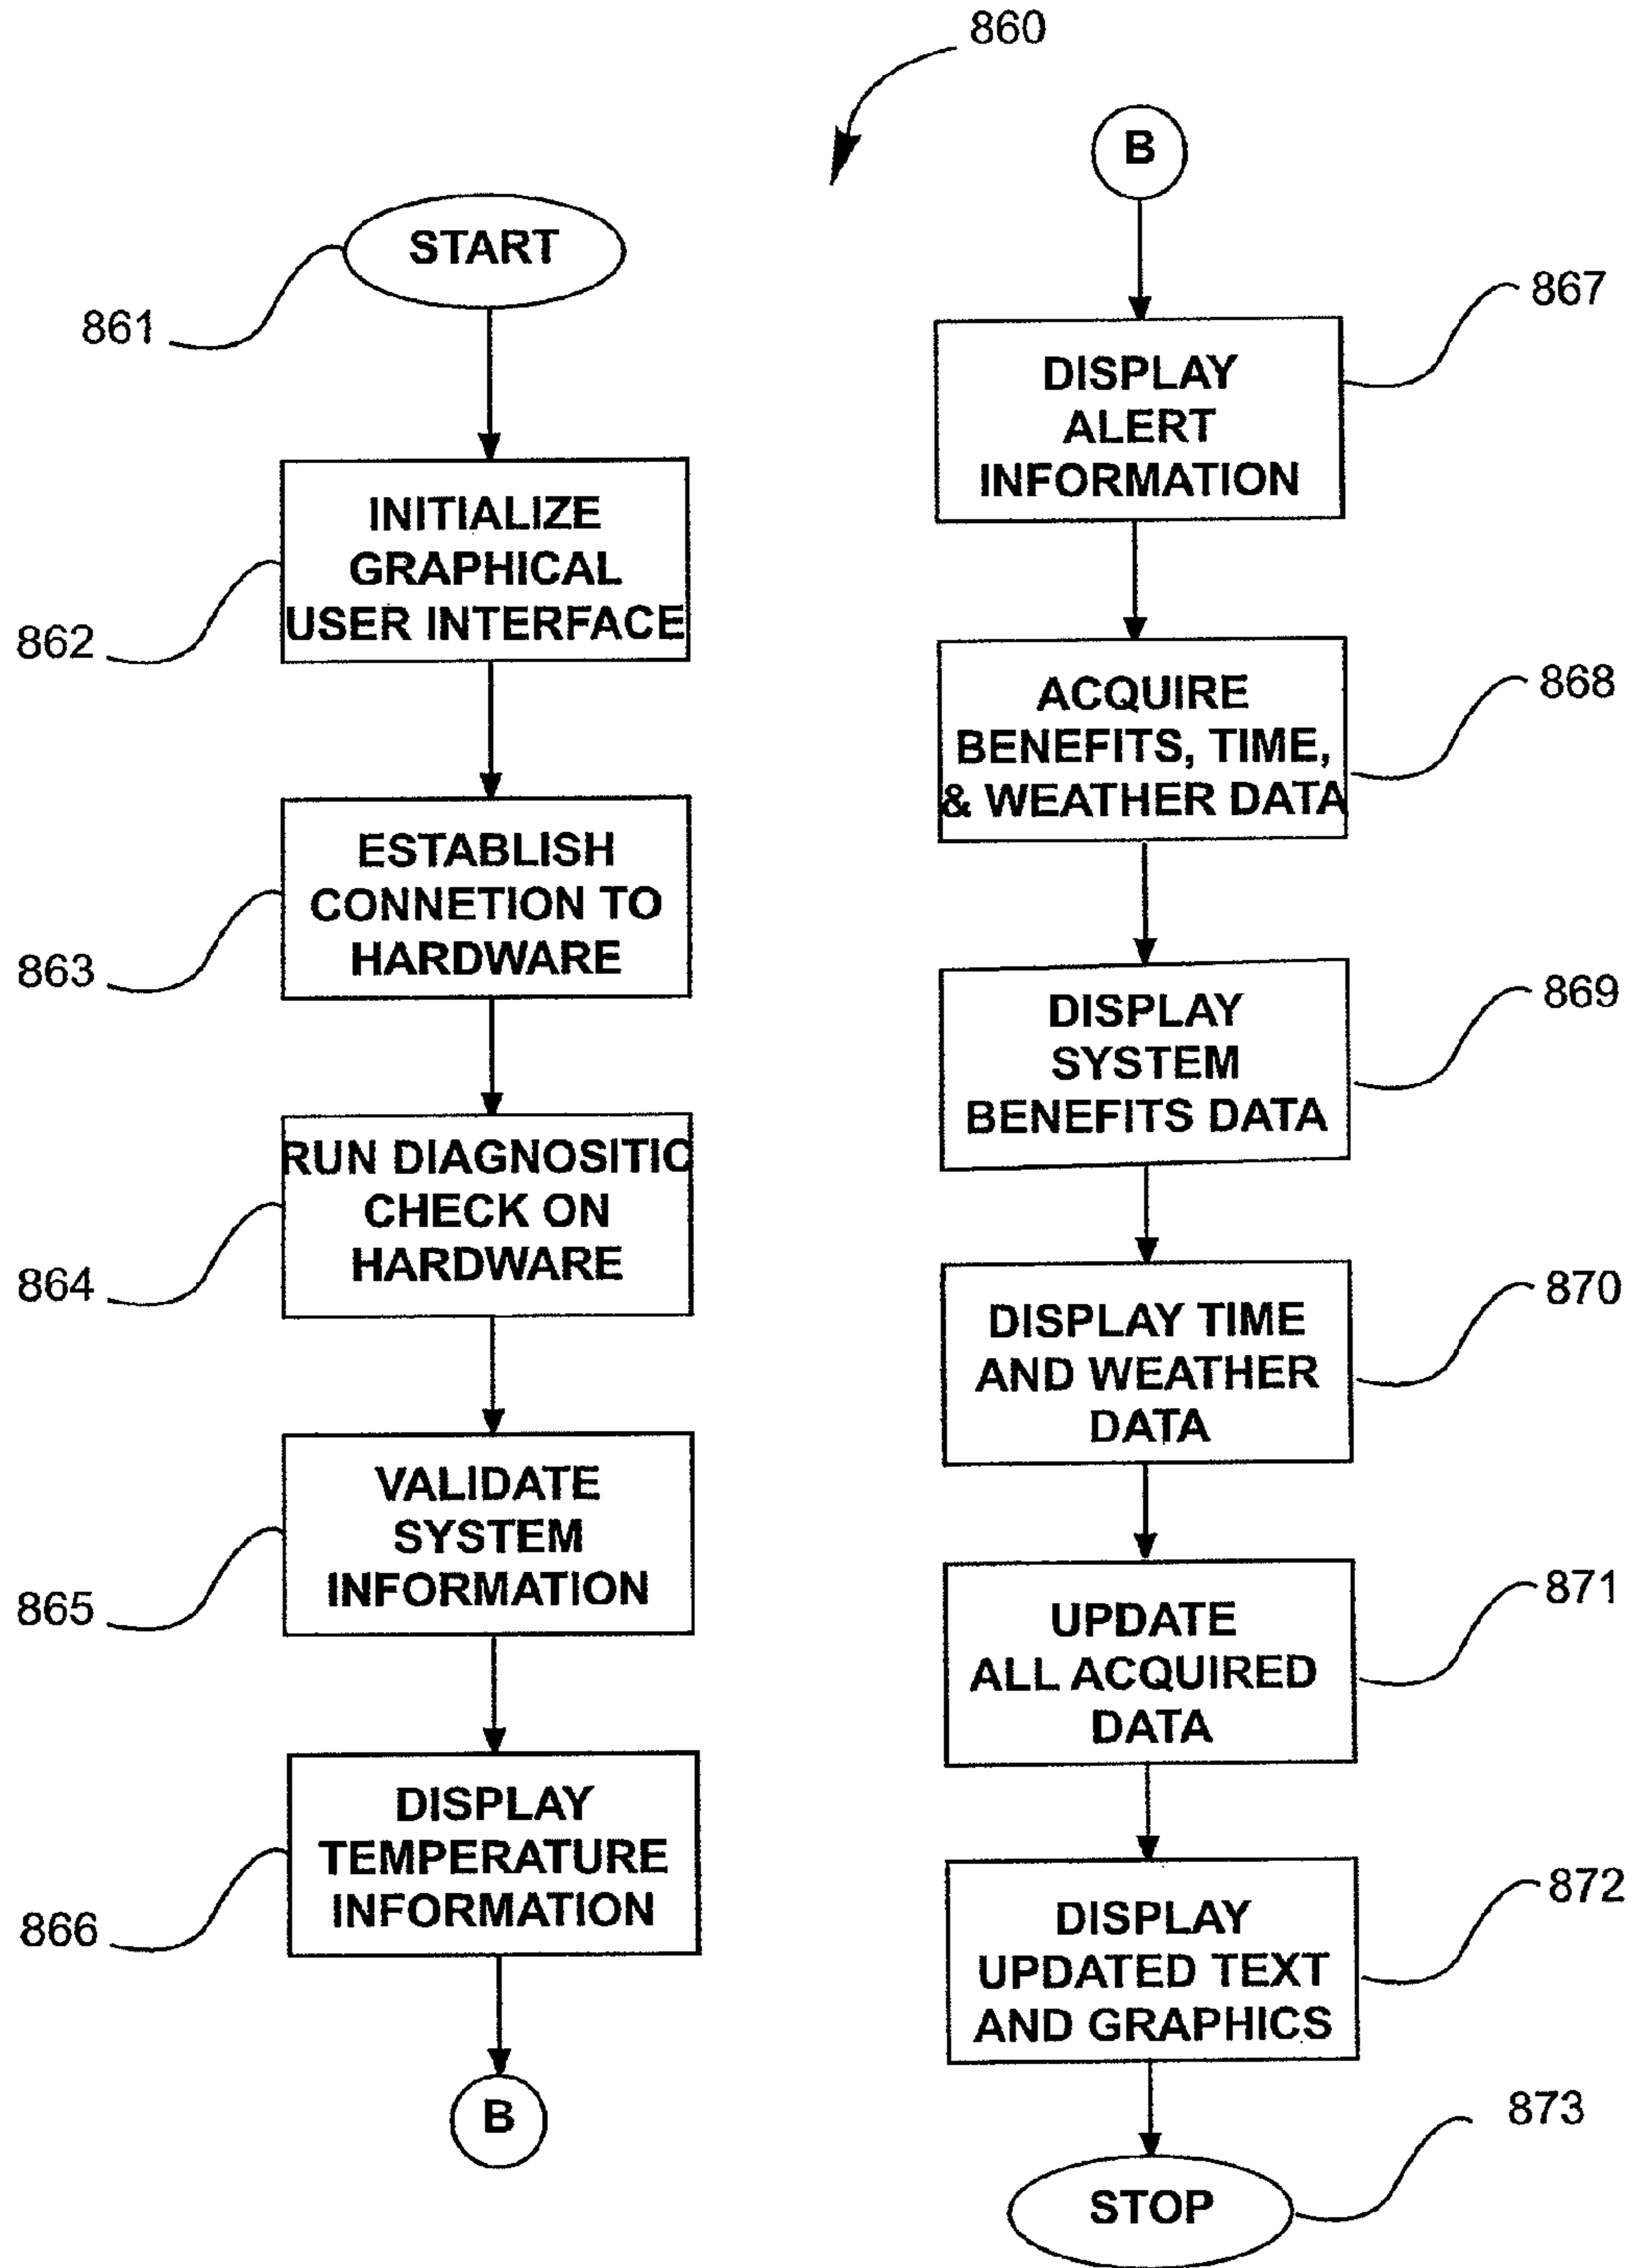 860
START
861
INITIALIZE
GRAPHICAL
USER INTERFACE
862
ESTABLISH
CONNETION TO
HARDWARE
863
RUN DIAGNOSITIC
CHECK ON
HARDWARE
864
VALIDATE
SYSTEM
INFORMATION
865
DISPLAY
TEMPERATURE
INFORMATION
866
B
B
DISPLAY
ALERT
INFORMATION
867
ACQUIRE
BENEFITS, TIME,
& WEATHER DATA
868
DISPLAY
SYSTEM
BENEFITS DATA
869
DISPLAY TIME
AND WEATHER
DATA
870
UPDATE
ALL ACQUIRED
DATA
871
DISPLAY
UPDATED TEXT
AND GRAPHICS
872
STOP
873